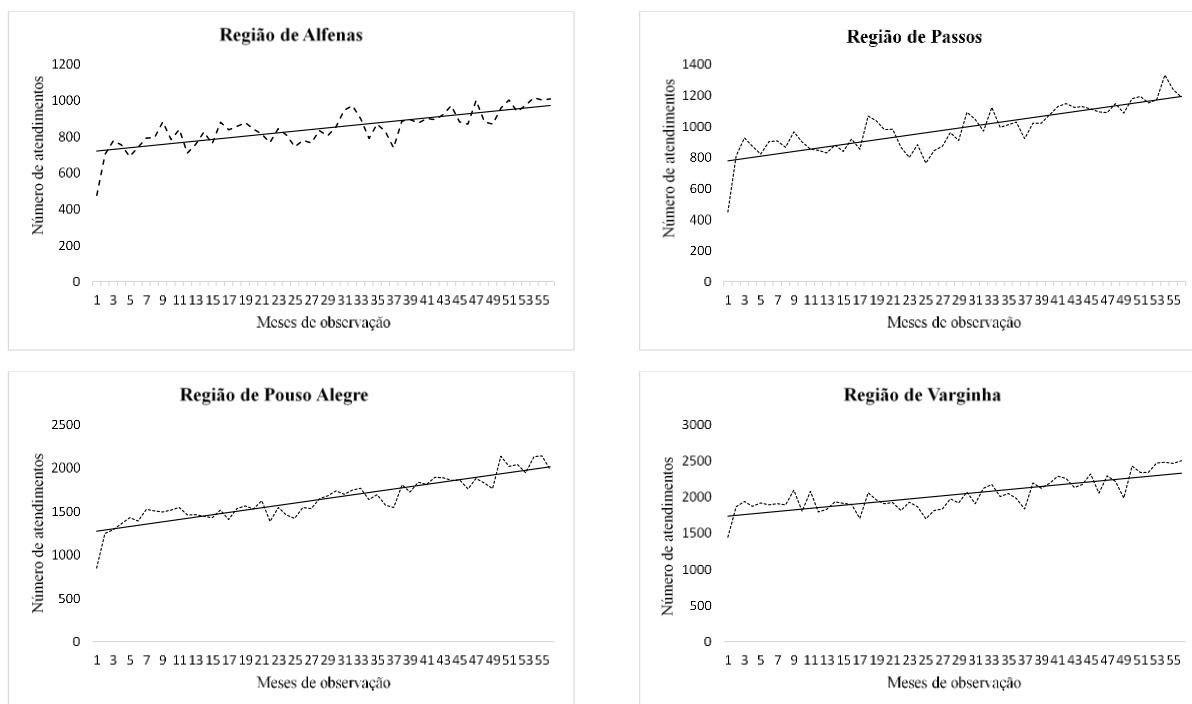 Região de Alfenas
Número de atendimentos
1200
1000
800
600
400
200
0
1 3 5 7 9 11 13 15 17 19 21 23 25 27 29 31 33 35 37 39 41 43 45 47 49 51 53 55
Meses de observação
Região de Passos
Número de atendimentos
1400
1200
1000
800
600
400
200
0
1 3 5 7 9 11 13 15 17 19 21 23 25 27 29 31 33 35 37 39 41 43 45 47 49 51 53 55
Meses de observação
Região de Pouso Alegre
Número de atendimentos
2500
2000
1500
1000
500
0
1 3 5 7 9 11 13 15 17 19 21 23 25 27 29 31 33 35 37 39 41 43 45 47 49 51 53 55
Meses de observação
Região de Varginha
Número de atendimentos
3000
2500
2000
1500
1000
500
0
1 3 5 7 9 11 13 15 17 19 21 23 25 27 29 31 33 35 37 39 41 43 45 47 49 51 53 55
Meses de observação